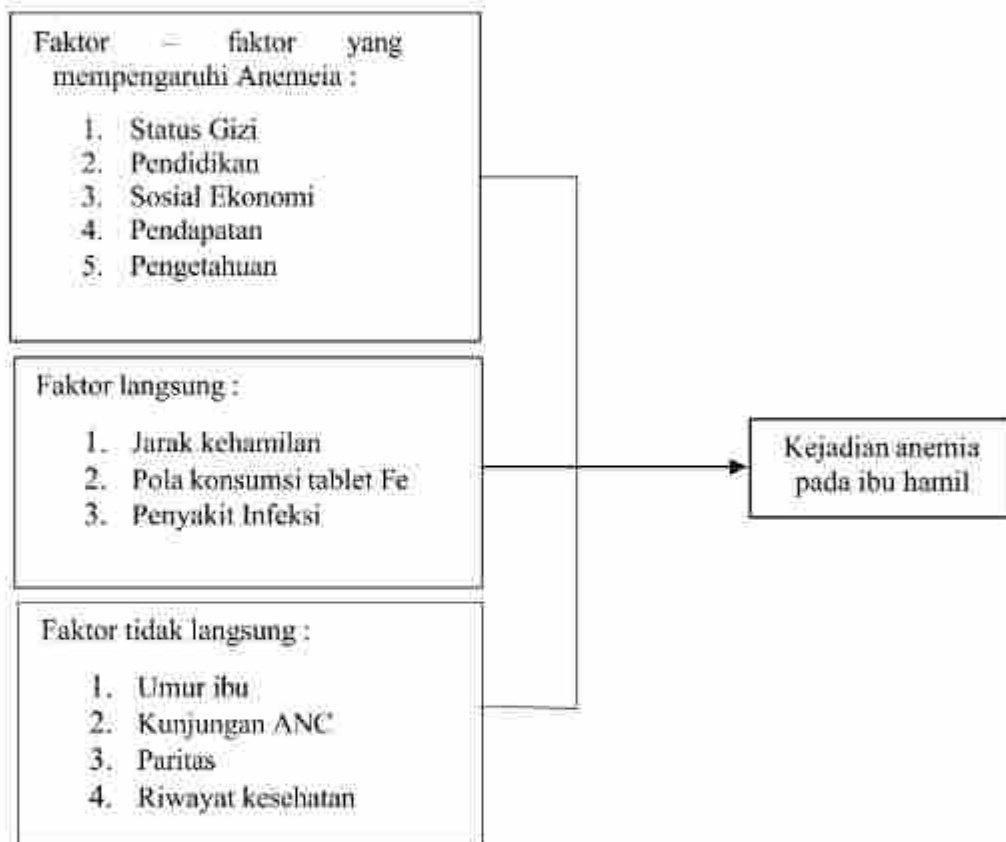 Faktor – faktor yang
mempengaruhi Anemeia :
1. Status Gizi
2. Pendidikan
3. Sosial Ekonomi
4. Pendapatan
5. Pengetahuan
Faktor langsung :
1. Jarak kehamilan
2. Pola konsumsi tablet Fe
3. Penyakit Infeksi
Faktor tidak langsung :
1. Umur ibu
2. Kunjungan ANC
3. Paritas
4. Riwayat kesehatan
Kejadian anemia
pada ibu hamil